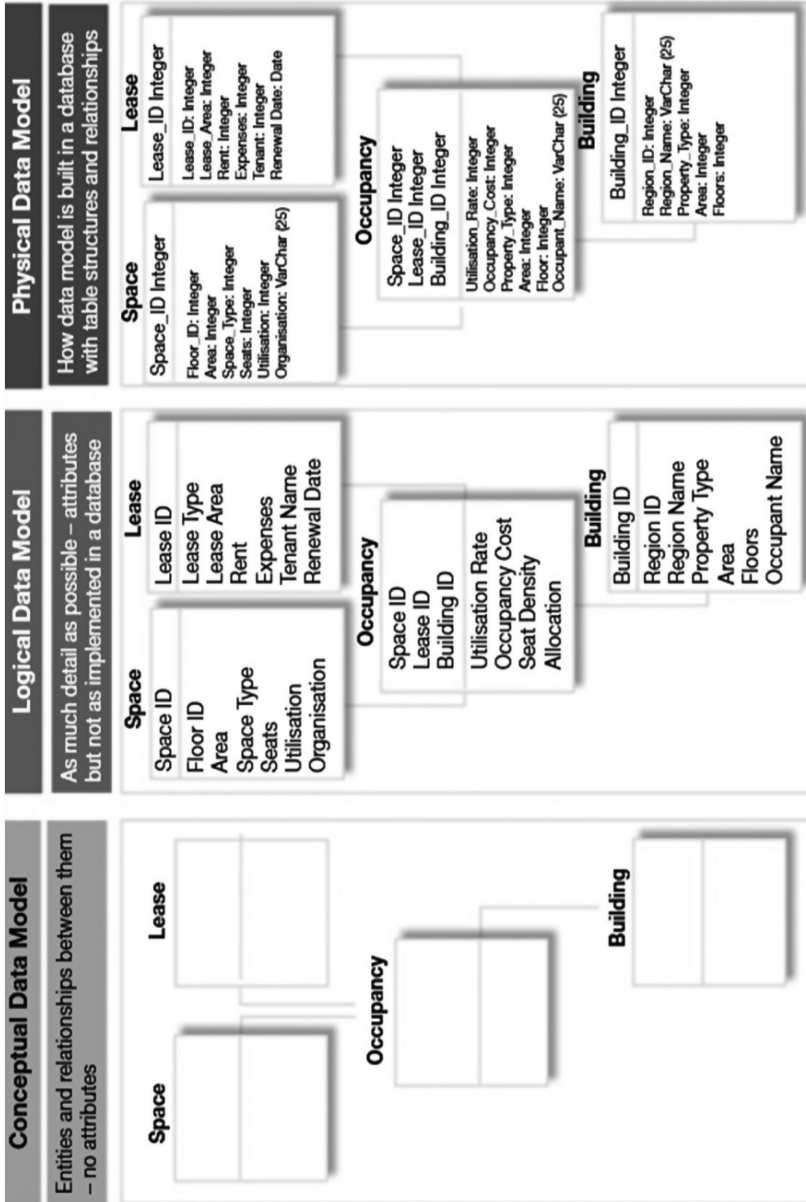 Conceptual Data Model
Entities and relationships between them
– no attributes
Space
Lease
Occupancy
Building
Logical Data Model
As much detail as possible – attributes
but not as implemented in a database
Space
Space ID
Floor ID
Area
Space Type
Seats
Utilisation
Organisation
Lease
Lease ID
Lease Type
Lease Area
Rent
Expenses
Tenant Name
Renewal Date
Occupancy
Space ID
Lease ID
Building ID
Utilisation Rate
Occupancy Cost
Seat Density
Allocation
Building
Building ID
Region ID
Region Name
Property Type
Area
Floors
Occupant Name
Physical Data Model
How data model is built in a database
with table structures and relationships
Space
Space_ID Integer
Floor_ID: Integer
Area: Integer
Space_Type: Integer
Seats: Integer
Utilisation: Integer
Organisation: VarChar (25)
Lease
Lease_ID Integer
Lease_ID: Integer
Lease_Area: Integer
Rent: Integer
Expenses: Integer
Tenant: Integer
Renewal Date: Date
Occupancy
Space_ID Integer
Lease_ID Integer
Building_ID Integer
Utilisation_Rate: Integer
Occupancy_Cost: Integer
Property_Type: Integer
Area: Integer
Floor: Integer
Occupant_Name: VarChar (25)
Building
Building_ID Integer
Region_ID: Integer
Region_Name: VarChar (25)
Property_Type: Integer
Area: Integer
Floors: Integer